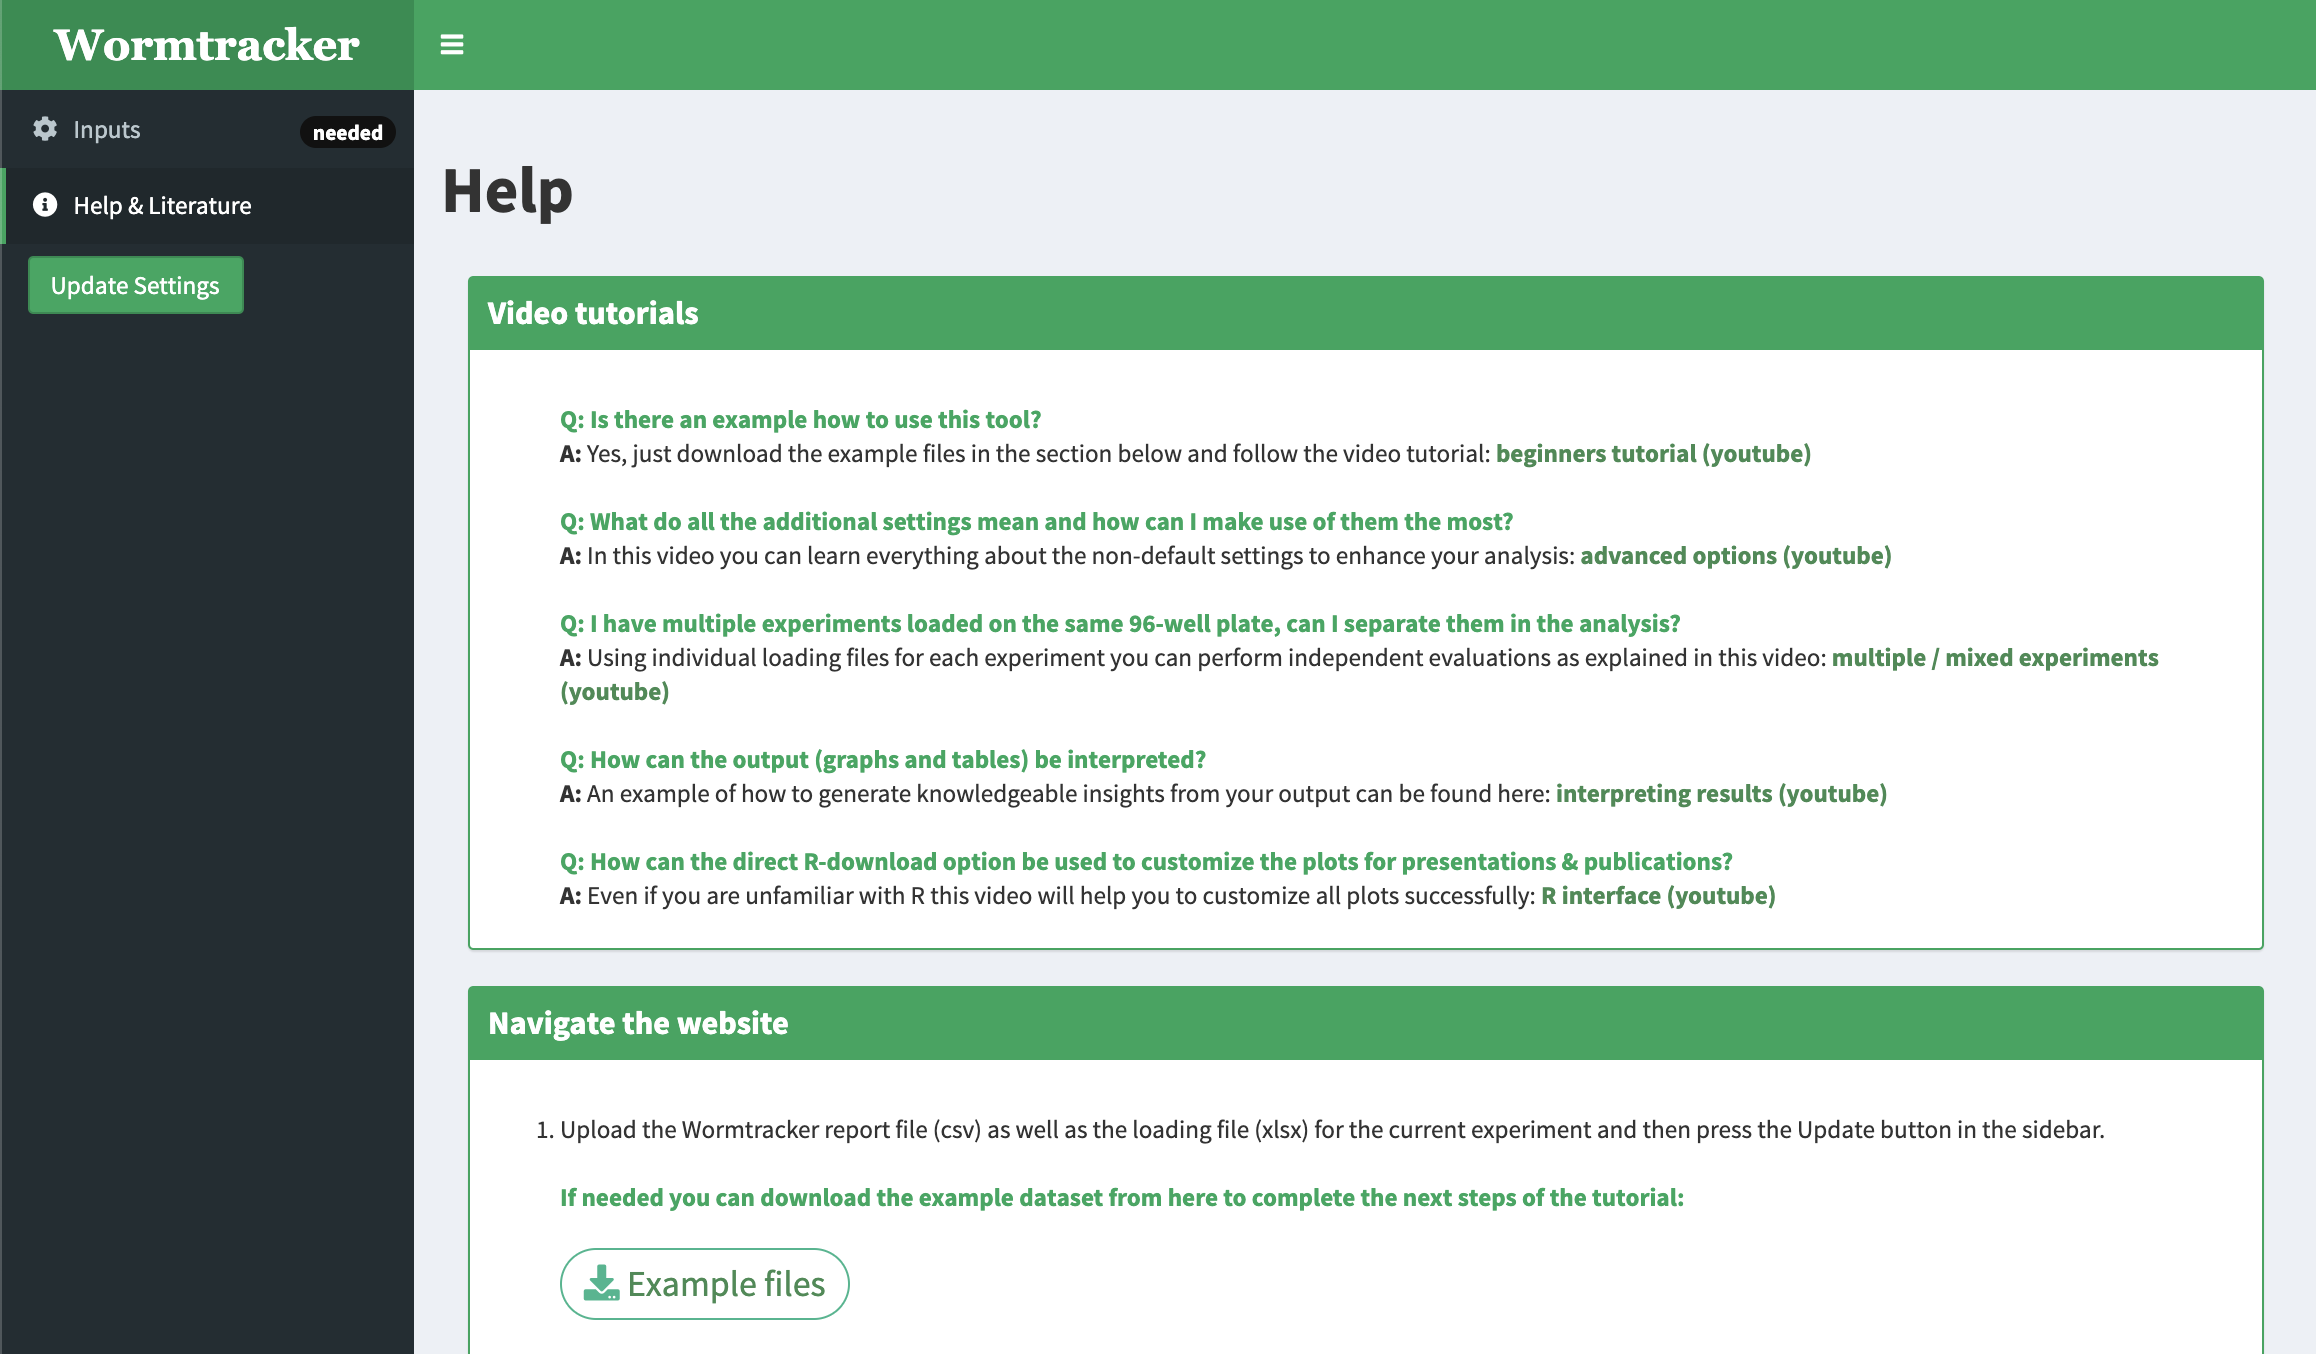 Wormtracker
Inputs
needed
Help & Literature
Update Settings
Help
Video tutorials
Q: Is there an example how to use this tool?
A: Yes, just download the example files in the section below and follow the video tutorial: beginners tutorial (youtube)
Q: What do all the additional settings mean and how can I make use of them the most?
A: In this video you can learn everything about the non-default settings to enhance your analysis: advanced options (youtube)
Q: I have multiple experiments loaded on the same 96-well plate, can I separate them in the analysis?
A: Using individual loading files for each experiment you can perform independent evaluations as explained in this video: multiple / mixed experiments
(youtube)
Q: How can the output (graphs and tables) be interpreted?
A: An example of how to generate knowledgeable insights from your output can be found here: interpreting results (youtube)
Q: How can the direct R-download option be used to customize the plots for presentations & publications?
A: Even if you are unfamiliar with R this video will help you to customize all plots successfully: R interface (youtube)
Navigate the website
1. Upload the Wormtracker report file (csv) as well as the loading file (xlsx) for the current experiment and then press the Update button in the sidebar.
If needed you can download the example dataset from here to complete the next steps of the tutorial:
Example files